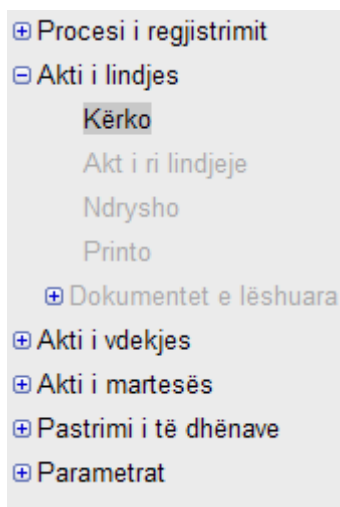 Procesi i regjistrimit
Akti i lindjes
Kërko
Akt i ri lindjeje
Ndrysho
Printo
Dokumentet e lëshuara
Akti i vdekjes
Akti i martesës
Pastrimi i të dhënave
Parametrat